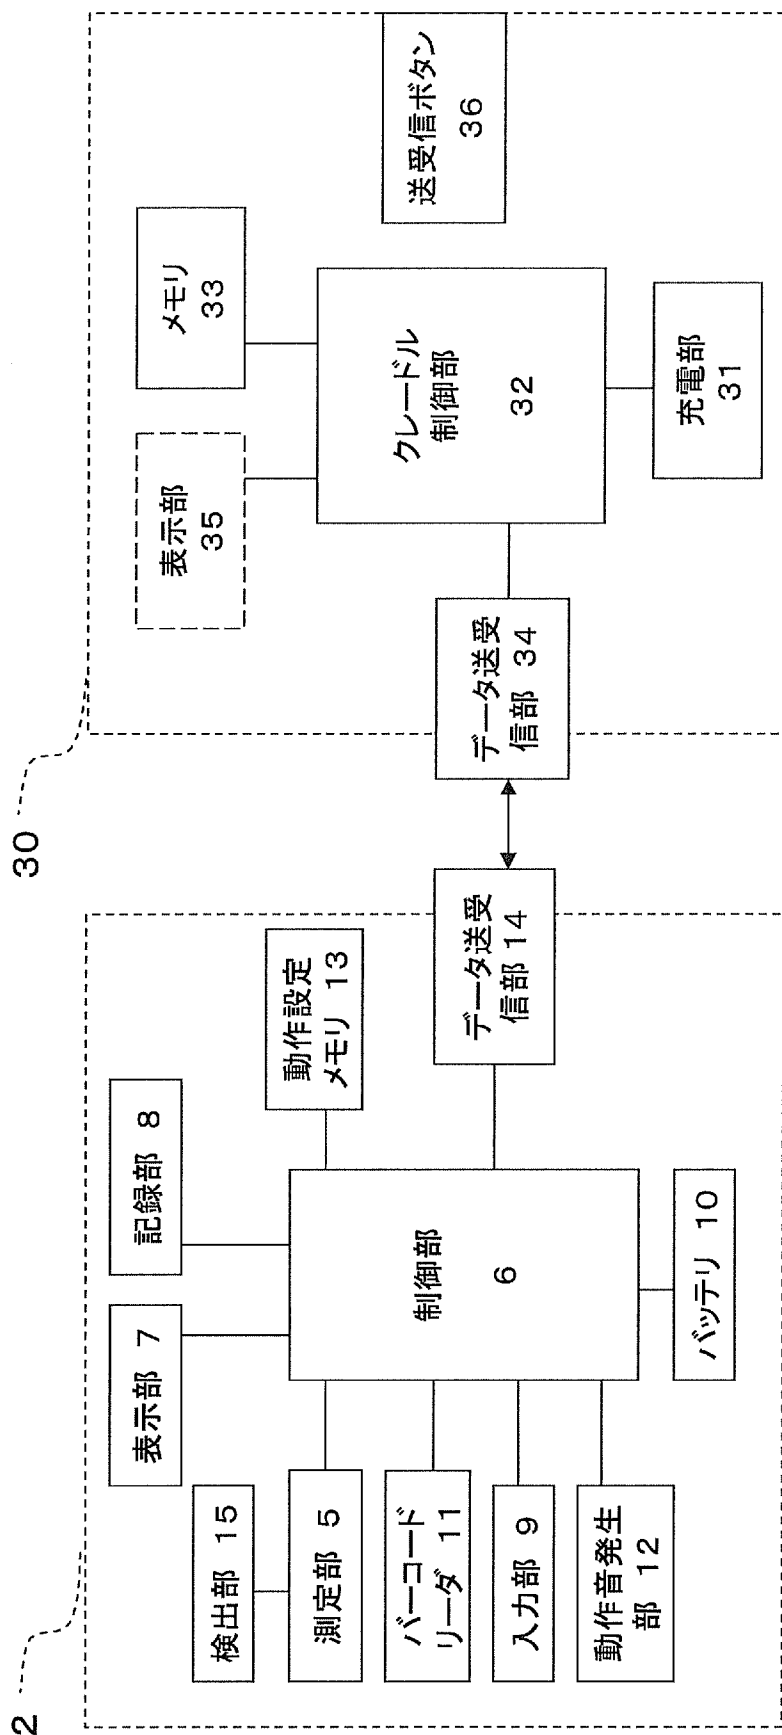 2
検出部 15
測定部 5
バーコード
リーダ 11
入力部 9
動作音発生
部 12
表示部 7
記録部 8
制御部
6
バッテリ 10
動作設定
メモリ 13
データ送受
信部 14
30
データ送受
信部 34
表示部
35
メモリ
33
クレードル
制御部
32
充電部
31
送受信ボタン
36